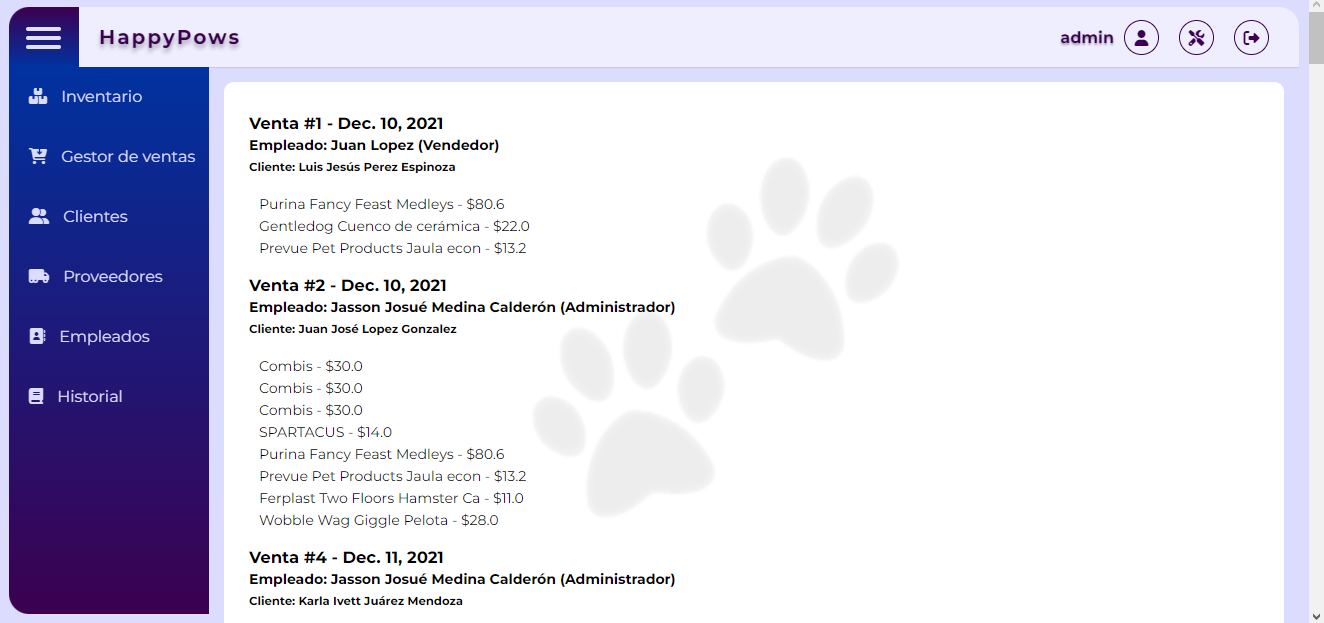 HappyPows
admin
Inventario
Gestor de ventas
Clientes
Proveedores
Empleados
Historial
Venta #1 - Dec. 10, 2021
Empleado: Juan Lopez (Vendedor)
Cliente: Luis Jesús Perez Espinoza
Purina Fancy Feast Medleys - $80.6
Gentledog Cuenco de cerámica - $22.0
Prevue Pet Products Jaula econ - $13.2
Venta #2 - Dec. 10, 2021
Empleado: Jasson Josué Medina Calderón (Administrador)
Cliente: Juan José Lopez Gonzalez
Combis - $30.0
Combis - $30.0
Combis - $30.0
SPARTACUS - $14.0
Purina Fancy Feast Medleys - $80.6
Prevue Pet Products Jaula econ - $13.2
Ferplast Two Floors Hamster Ca - $11.0
Wobble Wag Giggle Pelota - $28.0
Venta #4 - Dec. 11, 2021
Empleado: Jasson Josué Medina Calderón (Administrador)
Cliente: Karla Ivett Juárez Mendoza